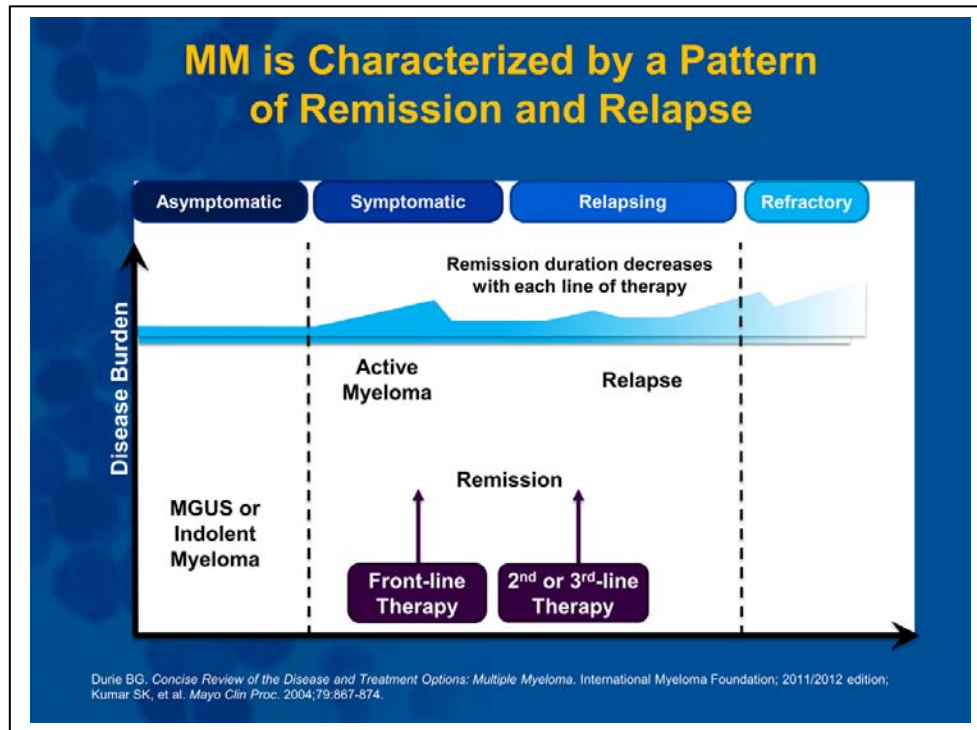 MM is Characterized by a Pattern
of Remission and Relapse
Asymptomatic
Symptomatic
Relapsing
Refractory
Remission duration decreases
with each line of therapy
Disease Burden
Active
Myeloma
Relapse
Remission
MGUS or
Indolent
Myeloma
Front-line
Therapy
2nd or 3rd-line
Therapy
Durie BG. Concise Review of the Disease and Treatment Options: Multiple Myeloma. International Myeloma Foundation; 2011/2012 edition;
Kumar SK, et al. Mayo Clin Proc. 2004;79:867-874.